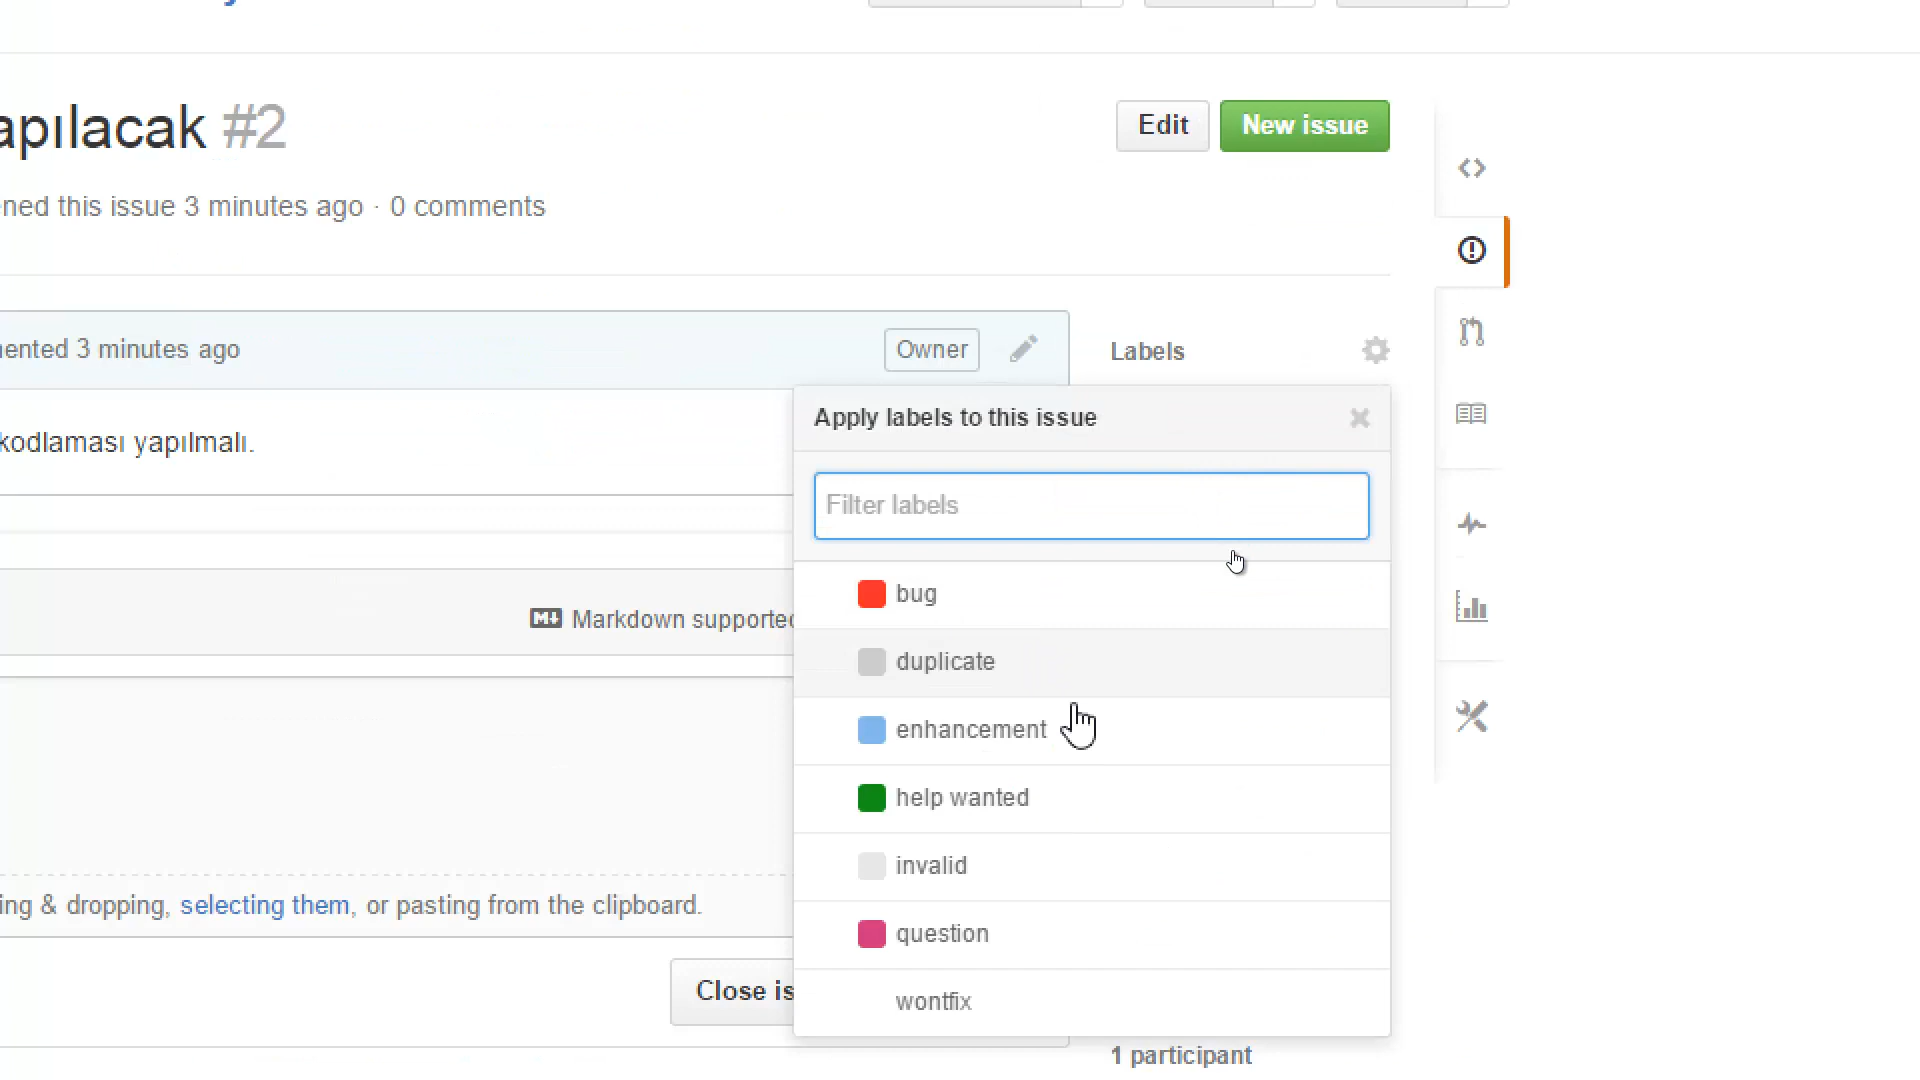 apılacak #2
Edit
New issue
ned this issue 3 minutes ago · 0 comments
ented 3 minutes ago
Owner
Labels
kodlaması yapılmalı.
Apply labels to this issue
Filter labels
bug
duplicate
enhancement
help wanted
invalid
question
wontfix
M↓ Markdown supported
ing & dropping, selecting them, or pasting from the clipboard.
Close is
1 participant